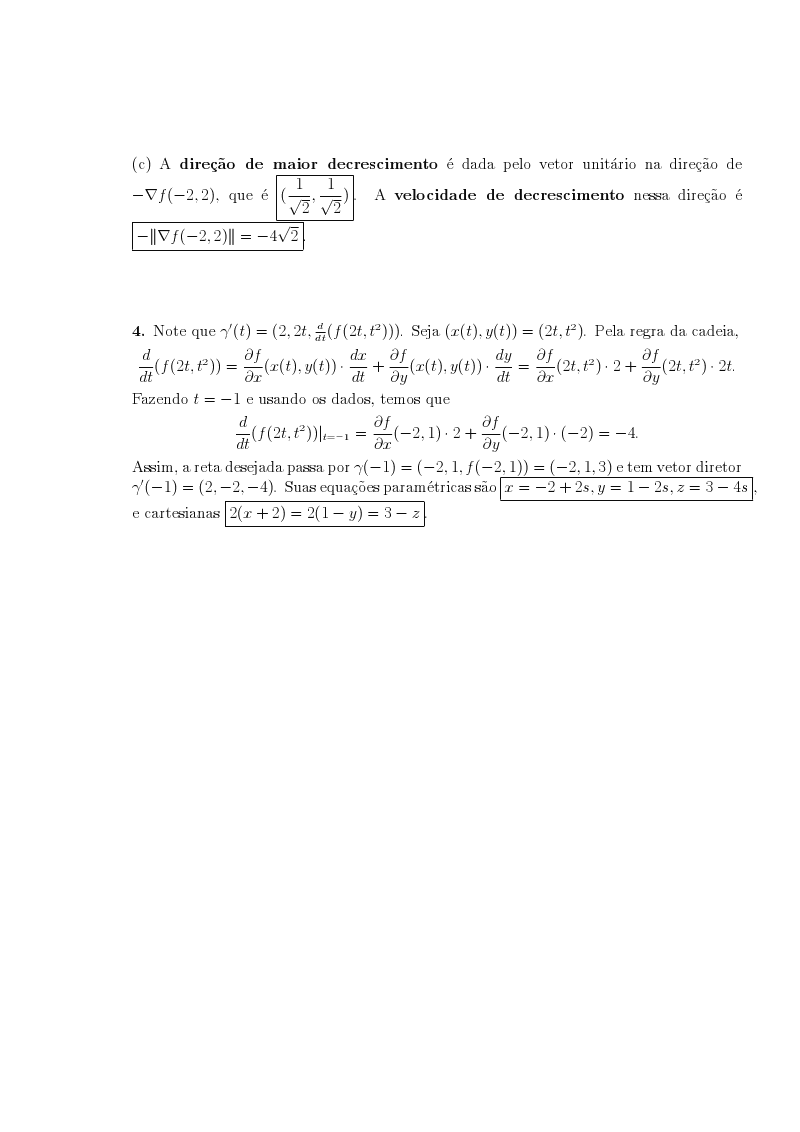 (c) A direção de maior decrescimento é dada pelo vetor unitário na direção de
−∇f(−2, 2), que é (1/√2, 1/√2). A velocidade de decrescimento nessa direção é
−‖∇f(−2, 2)‖ = −4√2.
4. Note que γ′(t) = (2, 2t, d/dt(f(2t, t²))). Seja (x(t), y(t)) = (2t, t²). Pela regra da cadeia,
d/dt(f(2t, t²)) = ∂f/∂x(x(t), y(t)) · dx/dt + ∂f/∂y(x(t), y(t)) · dy/dt = ∂f/∂x(2t, t²) · 2 + ∂f/∂y(2t, t²) · 2t.
Fazendo t = −1 e usando os dados, temos que
d/dt(f(2t, t²))|t=−1 = ∂f/∂x(−2, 1) · 2 + ∂f/∂y(−2, 1) · (−2) = −4.
Assim, a reta desejada passa por γ(−1) = (−2, 1, f(−2, 1)) = (−2, 1, 3) e tem vetor diretor
γ′(−1) = (2, −2, −4). Suas equações paramétricas são x = −2 + 2s, y = 1 − 2s, z = 3 − 4s,
e cartesianas 2(x + 2) = 2(1 − y) = 3 − z.